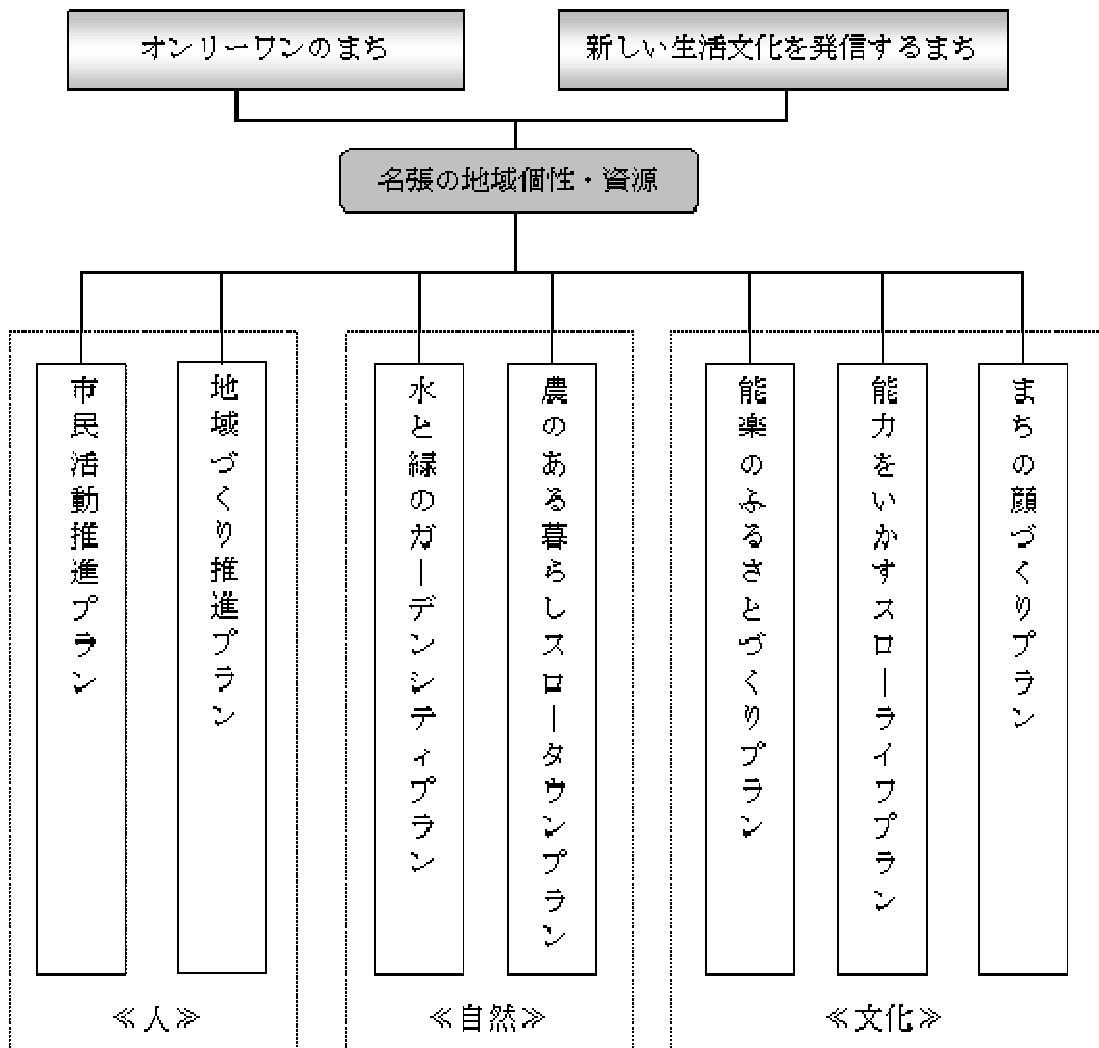 オンリーワンのまち
新しい生活文化を発信するまち
名張の地域個性・資源
市民活動推進プラン
地域づくり推進プラン
水と緑のガーデンシティプラン
農のある暮らしスロータウンプラン
能楽のふるさとづくりプラン
能力をいかすスローライフプラン
まちの顔づくりプラン
≪人≫
≪自然≫
≪文化≫